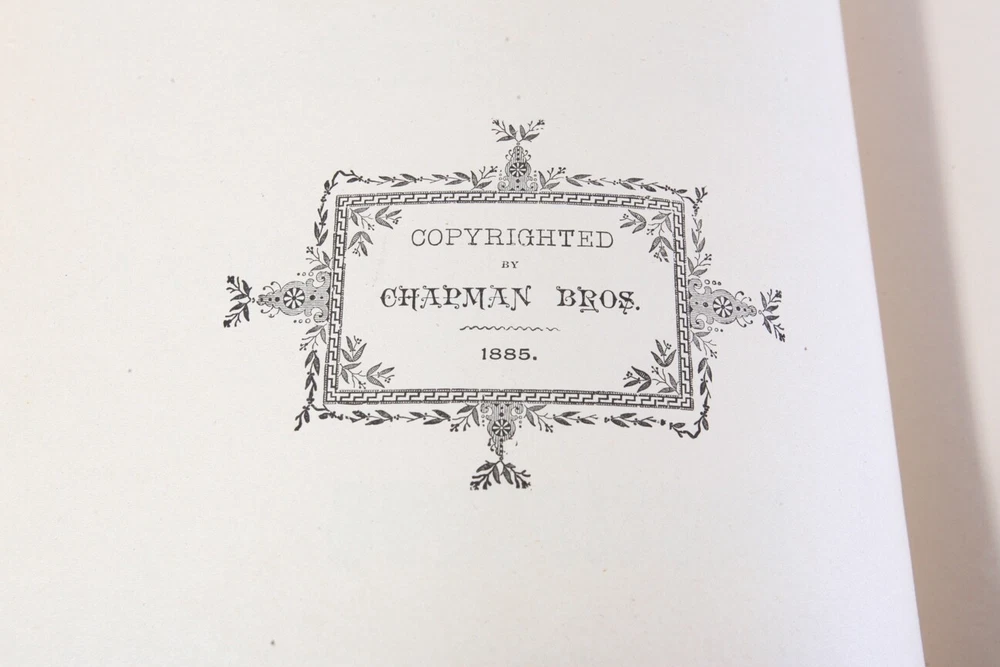 COPYRIGHTED
BY
CHAPMAN BROS.
1885.